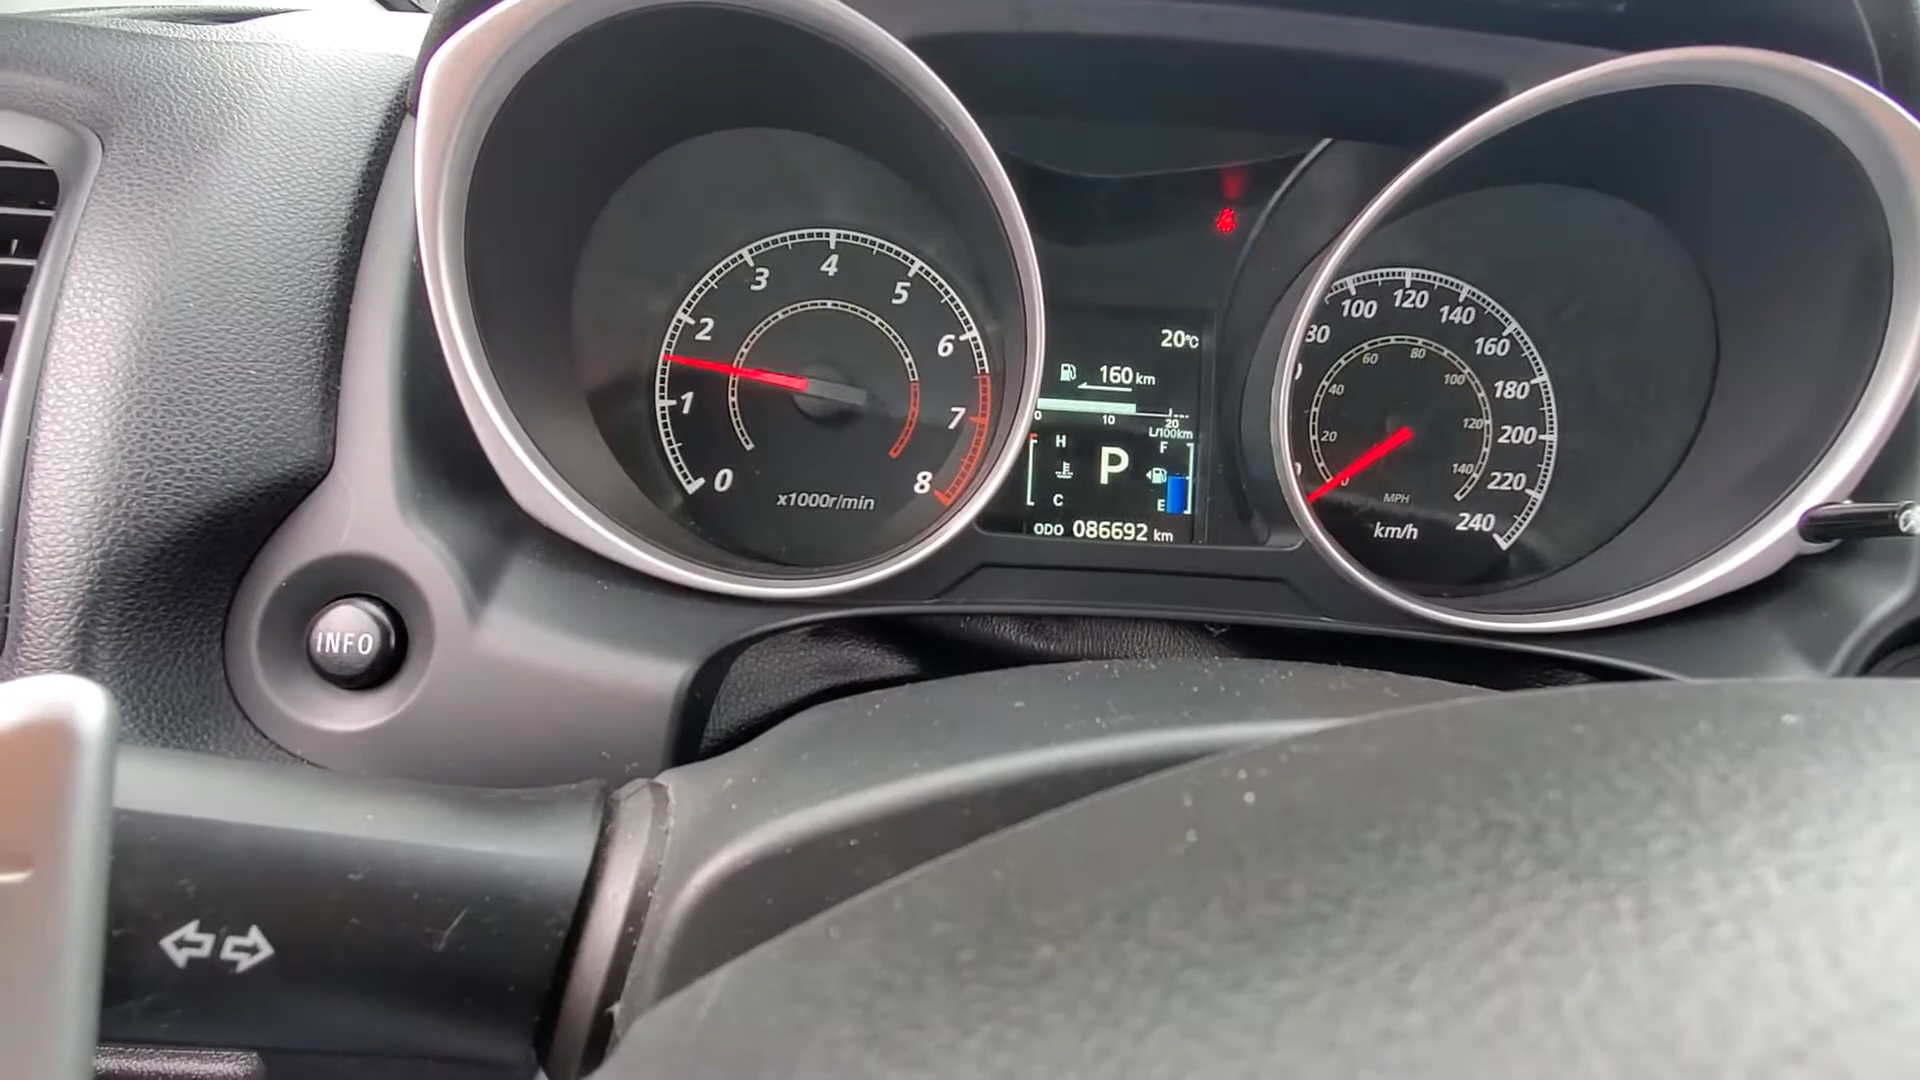 0
1
2
3
4
5
6
7
8
x1000r/min
20℃
160 km
0 10 20
L/100km
H F
P
C E
ODO 086692 km
100
120
140
160
180
200
220
240
0
20
40
60
80
100
120
140
MPH
km/h
INFO